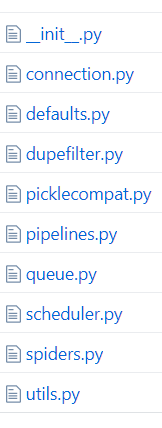 __init__.py
connection.py
defaults.py
dupefilter.py
picklecompat.py
pipelines.py
queue.py
scheduler.py
spiders.py
utils.py